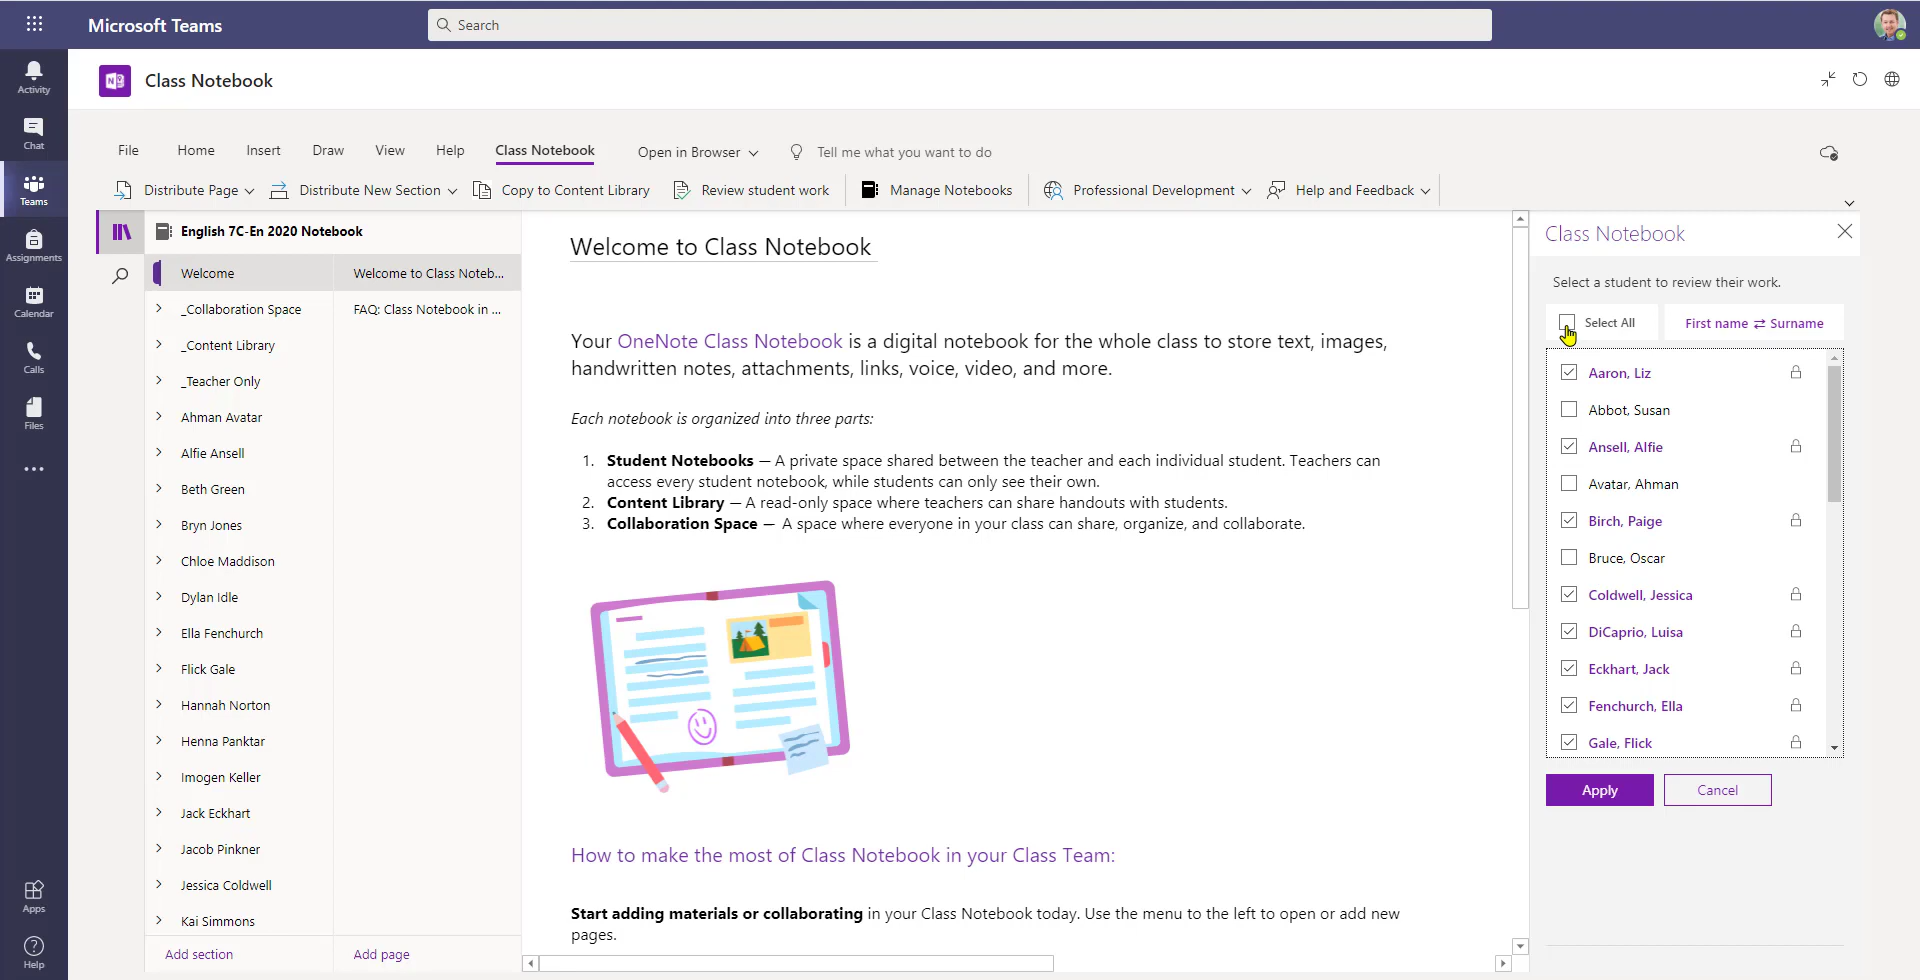 Microsoft Teams
Search
Activity
Chat
Teams
Assignments
Calendar
Calls
Files
Apps
Help
Class Notebook
File
Home
Insert
Draw
View
Help
Class Notebook
Open in Browser
Tell me what you want to do
Distribute Page
Distribute New Section
Copy to Content Library
Review student work
Manage Notebooks
Professional Development
Help and Feedback
English 7C-En 2020 Notebook
Welcome
_Collaboration Space
_Content Library
_Teacher Only
Ahman Avatar
Alfie Ansell
Beth Green
Bryn Jones
Chloe Maddison
Dylan Idle
Ella Fenchurch
Flick Gale
Hannah Norton
Henna Panktar
Imogen Keller
Jack Eckhart
Jacob Pinkner
Jessica Coldwell
Kai Simmons
Add section
Welcome to Class Noteb...
FAQ: Class Notebook in ...
Add page
Welcome to Class Notebook
Your OneNote Class Notebook is a digital notebook for the whole class to store text, images,
handwritten notes, attachments, links, voice, video, and more.
Each notebook is organized into three parts:
1. Student Notebooks — A private space shared between the teacher and each individual student. Teachers can
access every student notebook, while students can only see their own.
2. Content Library — A read-only space where teachers can share handouts with students.
3. Collaboration Space — A space where everyone in your class can share, organize, and collaborate.
How to make the most of Class Notebook in your Class Team:
Start adding materials or collaborating in your Class Notebook today. Use the menu to the left to open or add new
pages.
Class Notebook
Select a student to review their work.
Select All
First name ⇄ Surname
Aaron, Liz
Abbot, Susan
Ansell, Alfie
Avatar, Ahman
Birch, Paige
Bruce, Oscar
Coldwell, Jessica
DiCaprio, Luisa
Eckhart, Jack
Fenchurch, Ella
Gale, Flick
Apply
Cancel